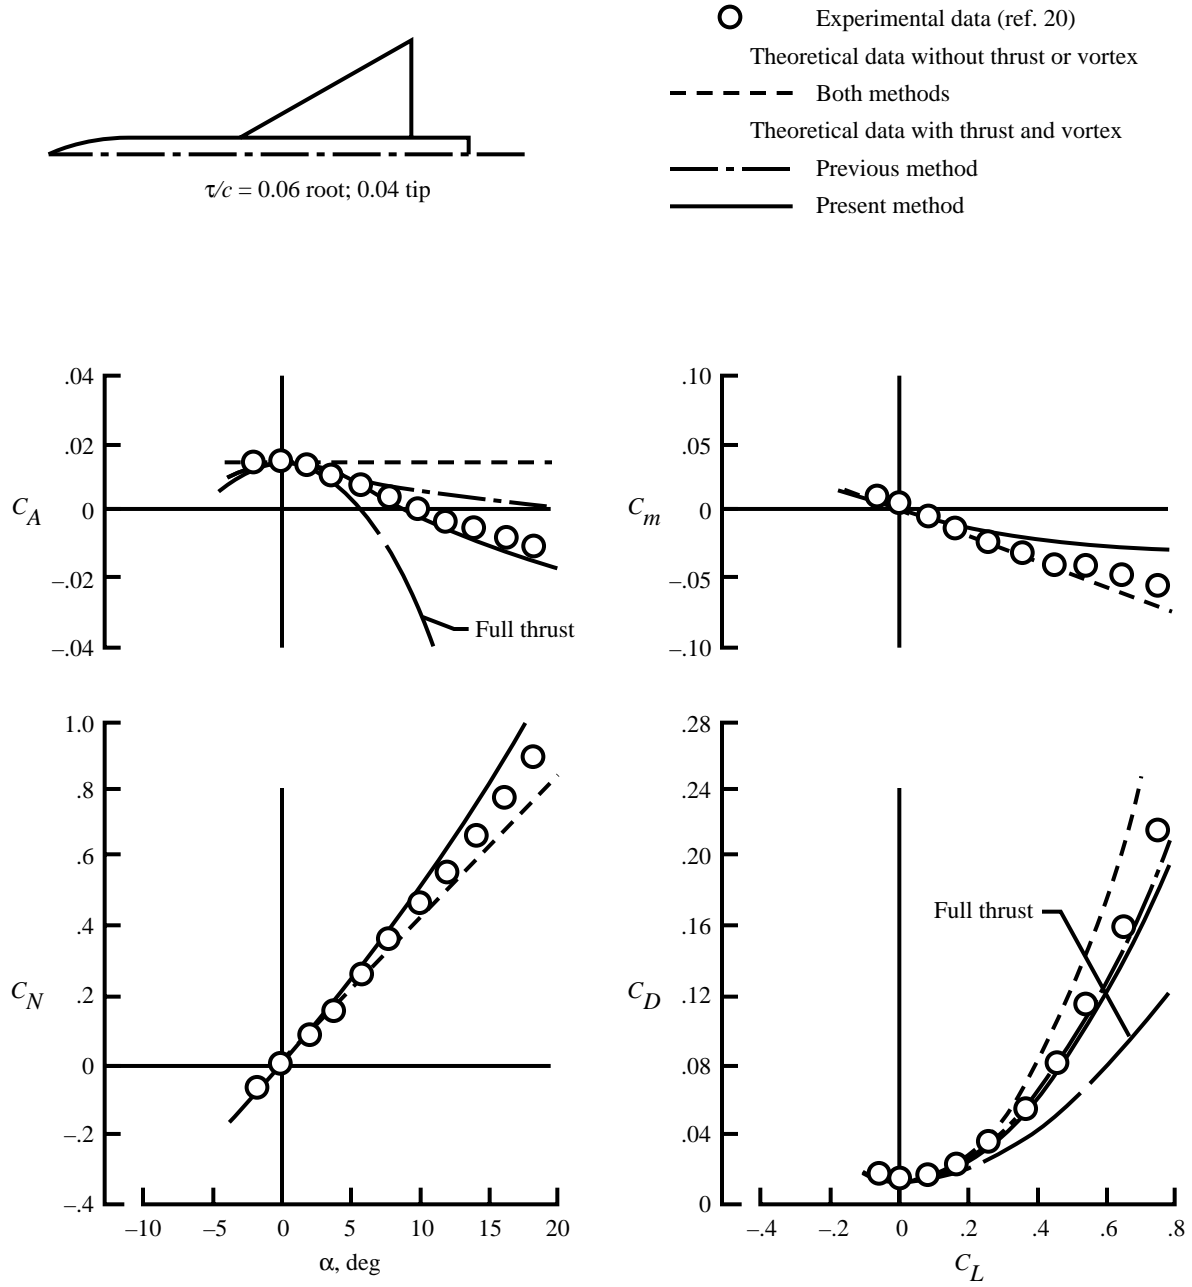 Experimental data (ref. 20)
Theoretical data without thrust or vortex
Both methods
Theoretical data with thrust and vortex
Previous method
Present method
τ/c = 0.06 root; 0.04 tip
.04
.02
0
–.02
–.04
C_A
Full thrust
.10
.05
0
–.05
–.10
C_m
1.0
.8
.6
.4
.2
0
–.2
–.4
C_N
–10
–5
0
5
10
15
20
α, deg
.28
.24
.20
.16
.12
.08
.04
0
C_D
Full thrust
–.4
–.2
0
.2
.4
.6
.8
C_L